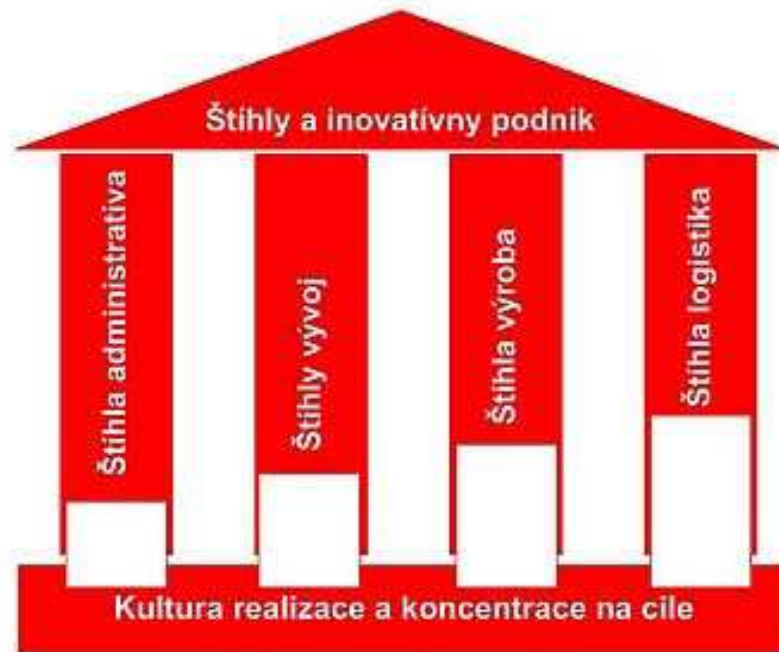 Štíhly a inovatívny podnik
Štíhla administrativa
Štíhly vývoj
Štíhla výroba
Štíhla logistika
Kultura realizace a koncentrace na cíle